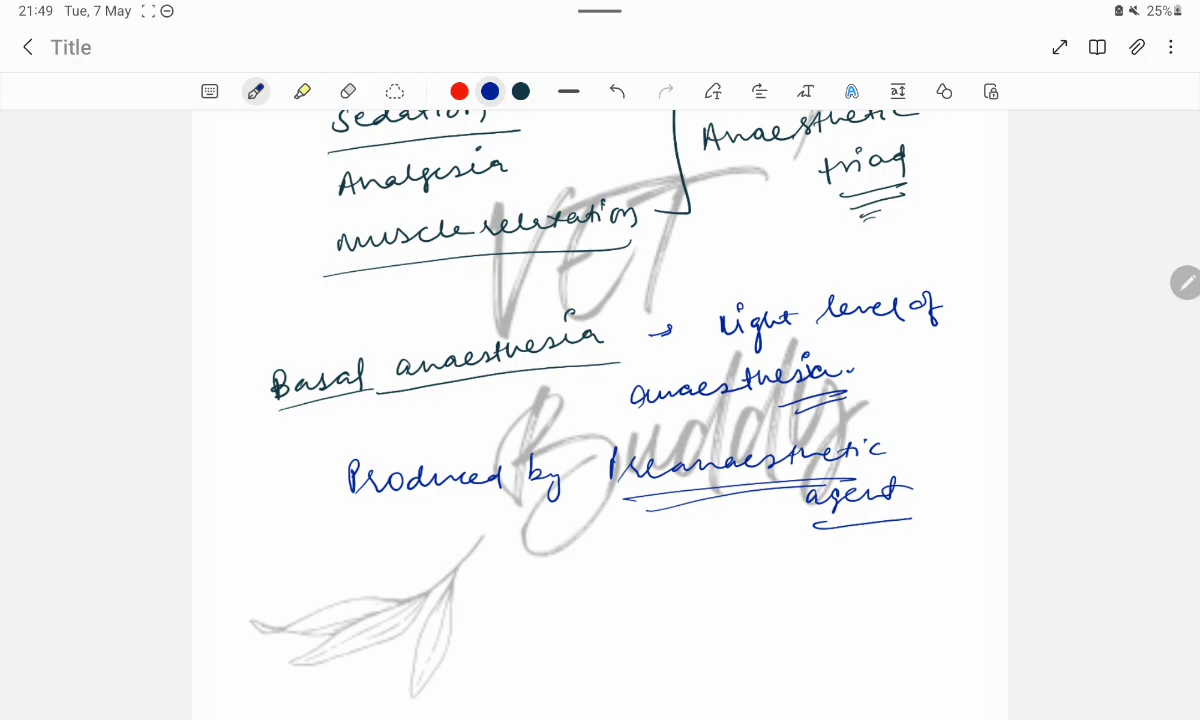 21:49 Tue, 7 May 25%
Title
Sedation,
Analgesia
muscle relaxation
Anaesthetic
triad
VET
Buddy
Basal anaesthesia → Light level of
anaesthesia.
Produced by Preanaesthetic
agent